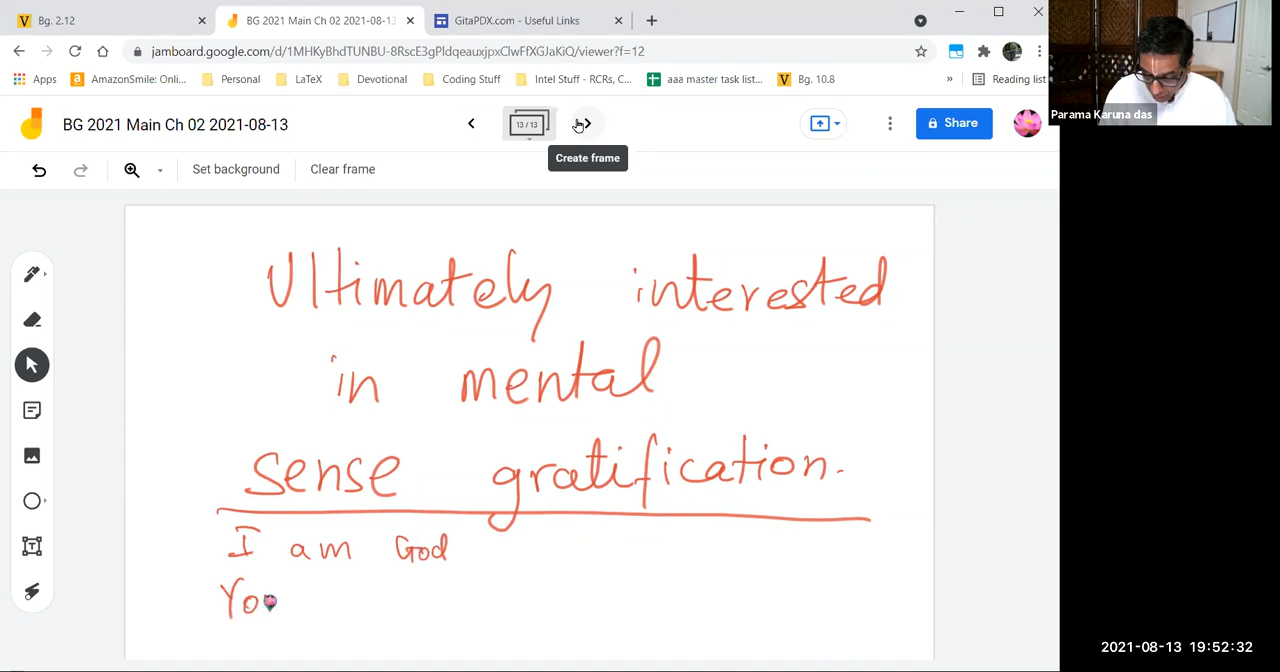 Bg. 2.12
BG 2021 Main Ch 02 2021-08-13
GitaPDX.com - Useful Links
jamboard.google.com/d/1MHKyBhdTUNBU-8RscE3gPldqeauxjpxClwFfXGJaKiQ/viewer?f=12
Apps
AmazonSmile: Onli...
Personal
LaTeX
Devotional
Coding Stuff
Intel Stuff - RCRs, C...
aaa master task list...
Bg. 10.8
»
Reading list
Parama Karuna das
BG 2021 Main Ch 02 2021-08-13
13 / 13
Share
Create frame
Set background
Clear frame
Ultimately interested
in mental
sense gratification.
I am God
Yo
2021-08-13 19:52:32